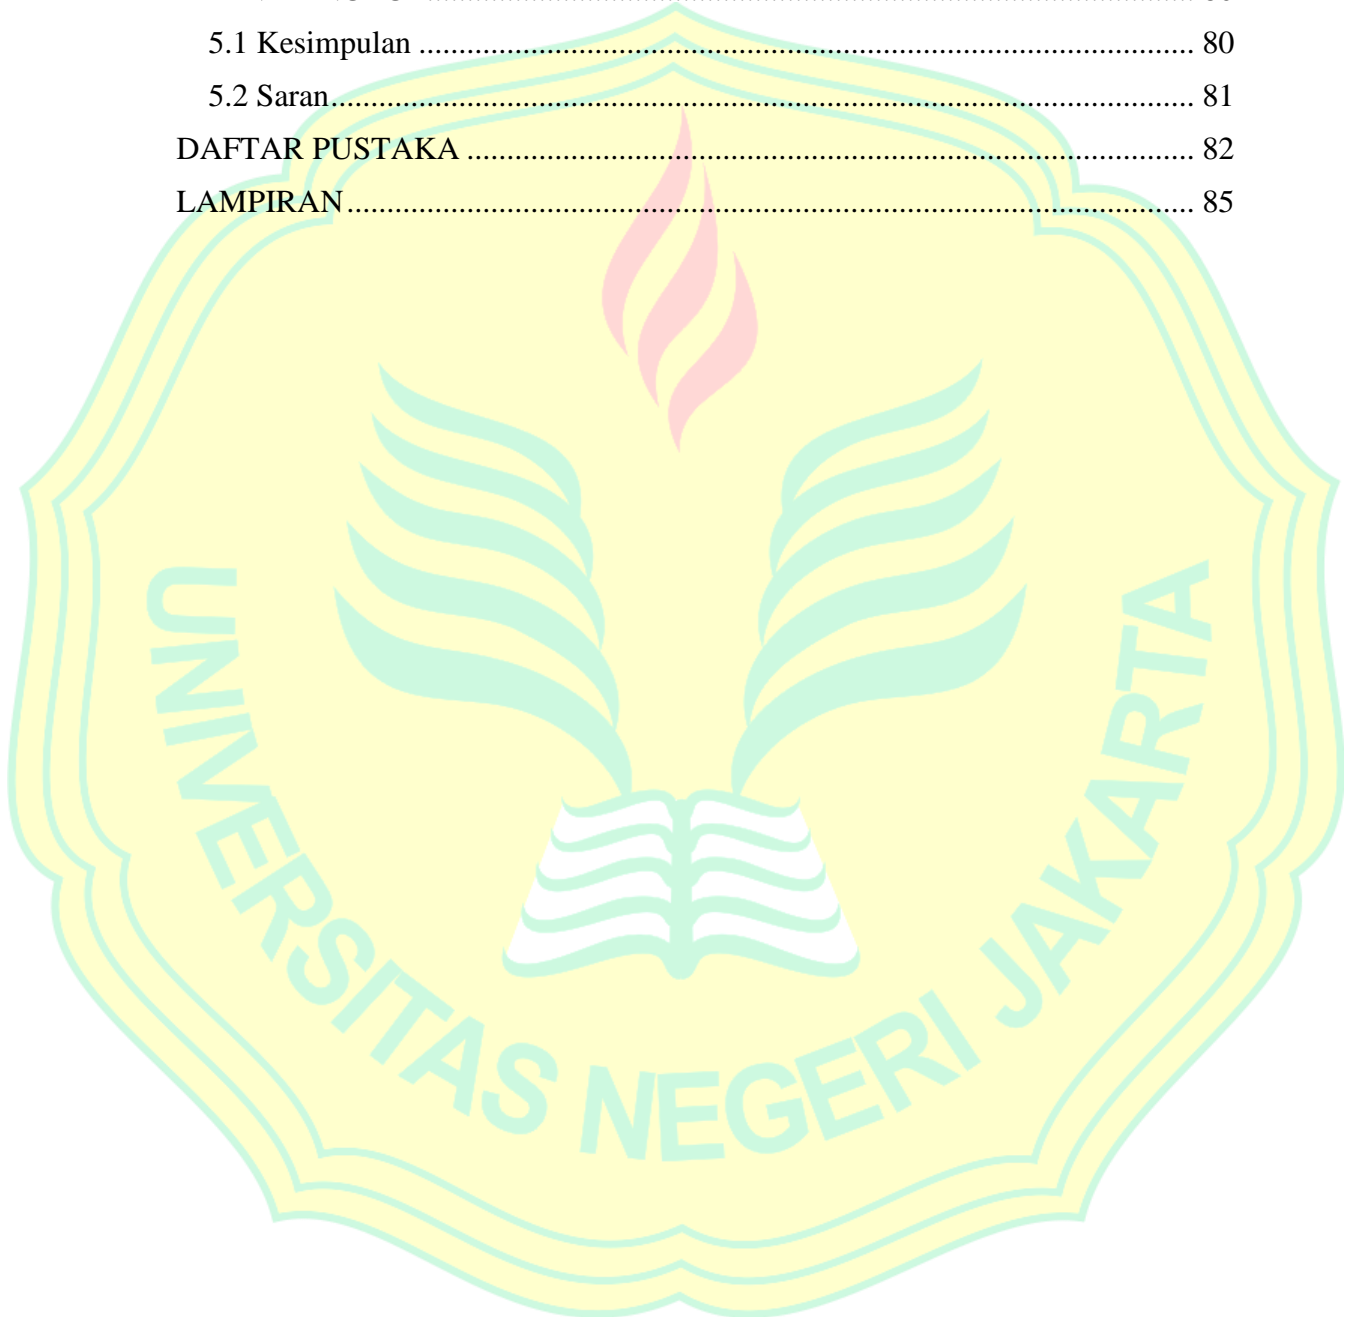 5.1 Kesimpulan ................................................................................................ 80
5.2 Saran........................................................................................................... 81
DAFTAR PUSTAKA .......................................................................................... 82
LAMPIRAN......................................................................................................... 85
UNIVERSITAS NEGERI JAKARTA